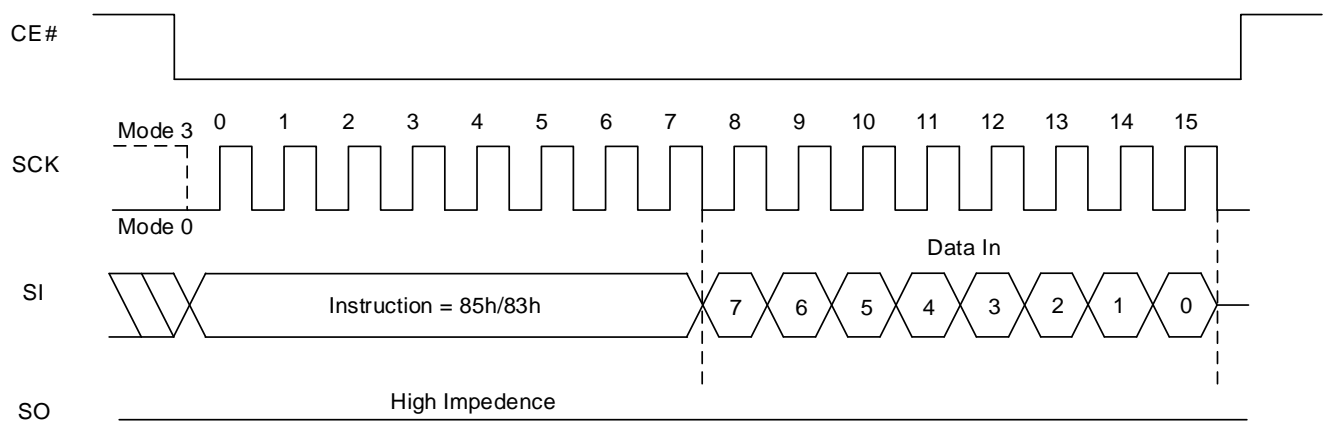 CE#
Mode 3 0 1 2 3 4 5 6 7 8 9 10 11 12 13 14 15
SCK
Mode 0
Data In
SI
Instruction = 85h/83h 7 6 5 4 3 2 1 0
High Impedence
SO